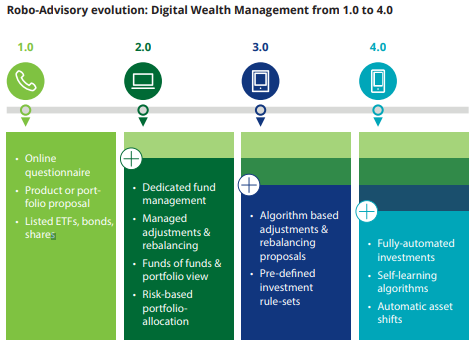 Robo-Advisory evolution: Digital Wealth Management from 1.0 to 4.0
1.0
2.0
3.0
4.0
• Online
questionnaire
• Product or port-
folio proposal
• Listed ETFs, bonds,
shares
• Dedicated fund
management
• Managed
adjustments &
rebalancing
• Funds of funds &
portfolio view
• Risk-based
portfolio-
allocation
• Algorithm based
adjustments &
rebalancing
proposals
• Pre-defined
investment
rule-sets
• Fully-automated
investments
• Self-learning
algorithms
• Automatic asset
shifts